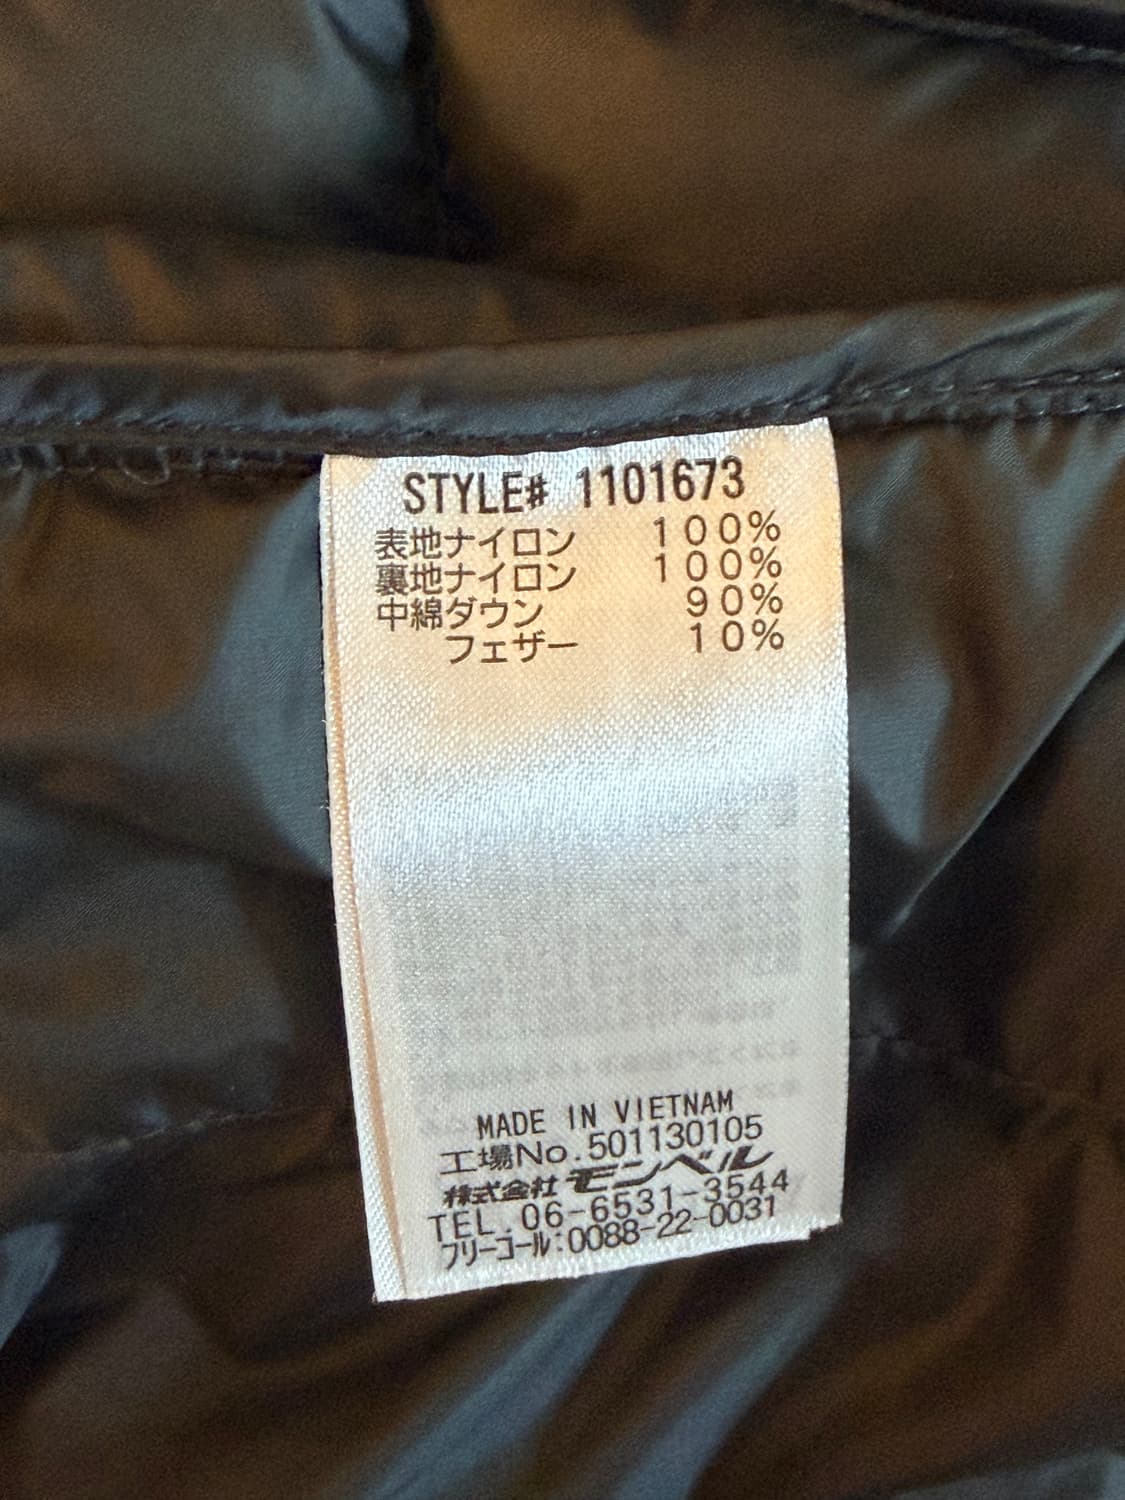 STYLE# 1101673
表地ナイロン 100%
裏地ナイロン 100%
中綿ダウン 90%
フェザー 10%
MADE IN VIETNAM
工場No.501130105
株式会社 モンベル
TEL.06-6531-3544
フリーコール:0088-22-0031